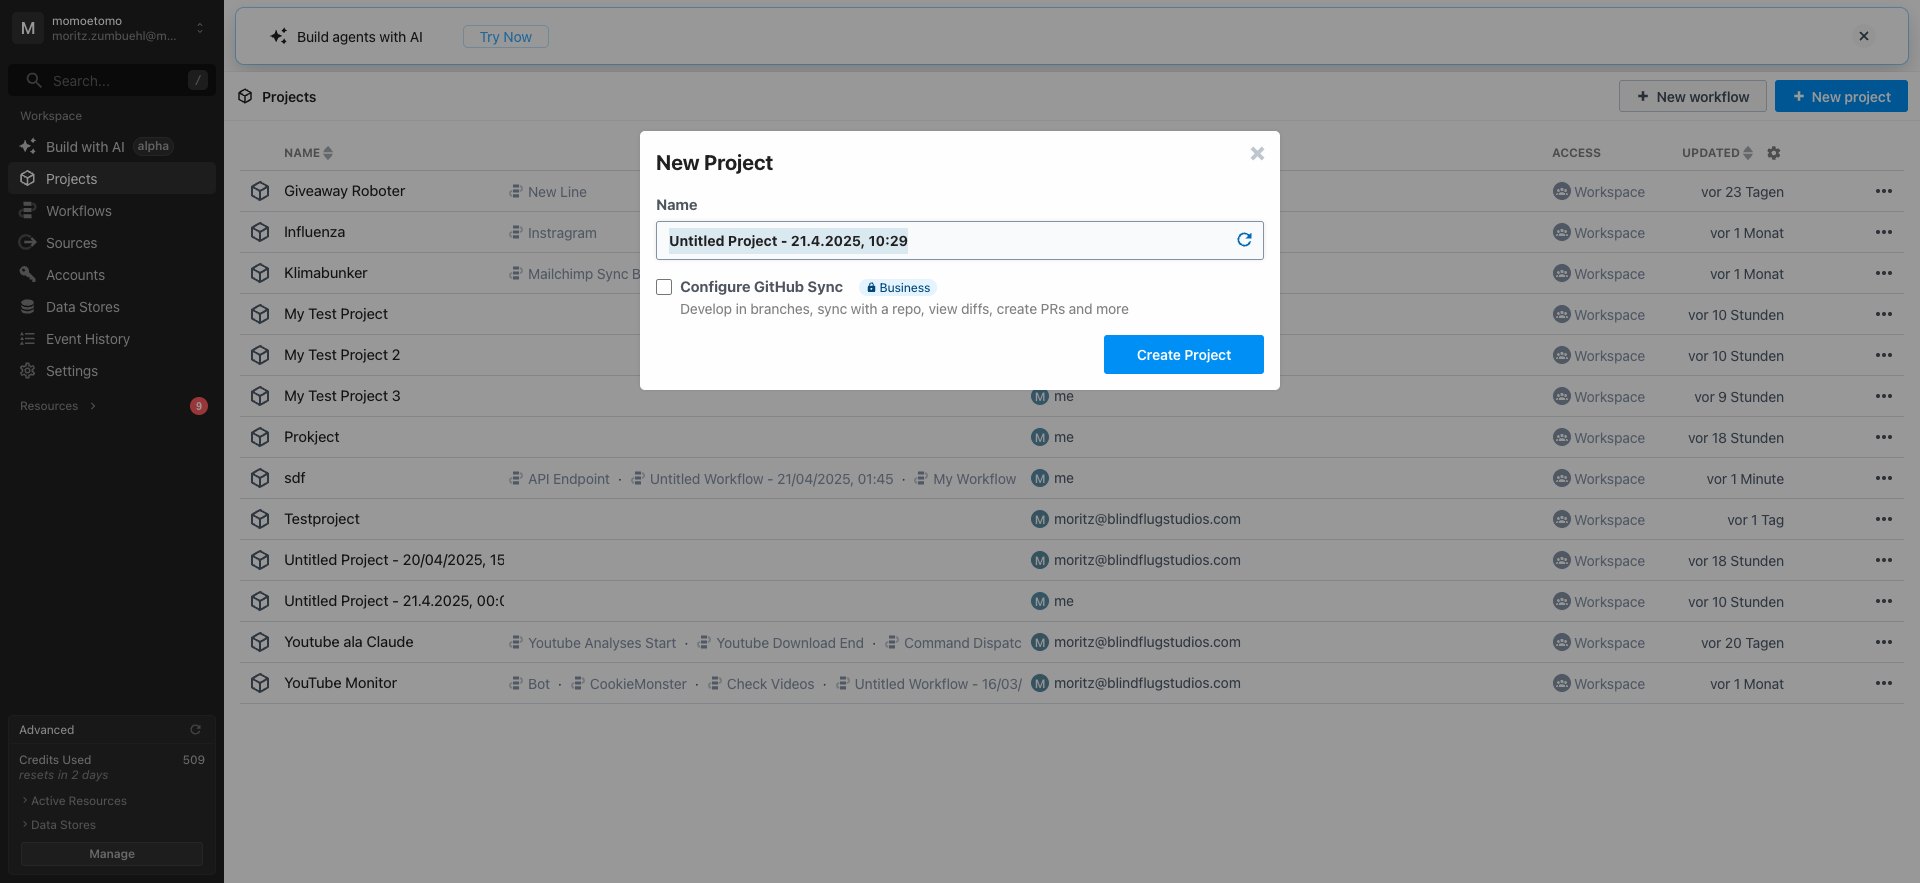 M
momoetomo
moritz.zumbuehl@m...
Search...
/
Workspace
Build with AI alpha
Projects
Workflows
Sources
Accounts
Data Stores
Event History
Settings
Resources
9
Advanced
Credits Used 509
resets in 2 days
Active Resources
Data Stores
Manage
Build agents with AI Try Now
Projects
+ New workflow
+ New project
NAME ACCESS UPDATED
Giveaway Roboter New Line Workspace vor 23 Tagen
Influenza Instragram Workspace vor 1 Monat
Klimabunker Mailchimp Sync B Workspace vor 1 Monat
My Test Project Workspace vor 10 Stunden
My Test Project 2 Workspace vor 10 Stunden
My Test Project 3 M me Workspace vor 9 Stunden
Prokject M me Workspace vor 18 Stunden
sdf API Endpoint · Untitled Workflow - 21/04/2025, 01:45 · My Workflow M me Workspace vor 1 Minute
Testproject M moritz@blindflugstudios.com Workspace vor 1 Tag
Untitled Project - 20/04/2025, 15 M moritz@blindflugstudios.com Workspace vor 18 Stunden
Untitled Project - 21.4.2025, 00:0 M me Workspace vor 10 Stunden
Youtube ala Claude Youtube Analyses Start · Youtube Download End · Command Dispatc M moritz@blindflugstudios.com Workspace vor 20 Tagen
YouTube Monitor Bot · CookieMonster · Check Videos · Untitled Workflow - 16/03/ M moritz@blindflugstudios.com Workspace vor 1 Monat
New Project
Name
Untitled Project - 21.4.2025, 10:29
Configure GitHub Sync Business
Develop in branches, sync with a repo, view diffs, create PRs and more
Create Project